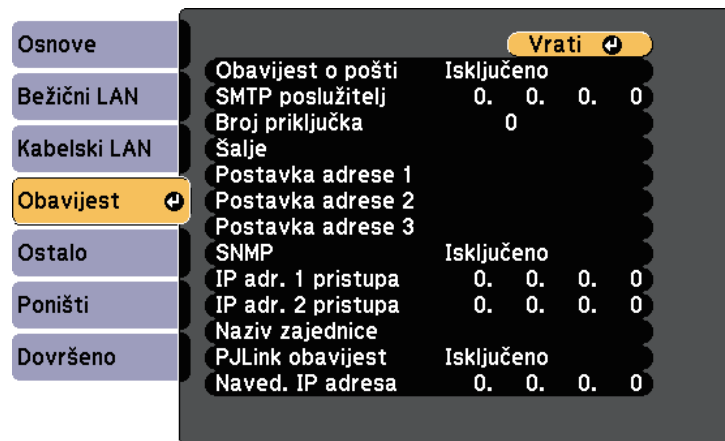 Osnove
Bežični LAN
Kabelski LAN
Obavijest
Ostalo
Poništi
Dovršeno
Vrati
Obavijest o pošti Isključeno
SMTP poslužitelj 0. 0. 0. 0
Broj priključka 0
Šalje
Postavka adrese 1
Postavka adrese 2
Postavka adrese 3
SNMP Isključeno
IP adr. 1 pristupa 0. 0. 0. 0
IP adr. 2 pristupa 0. 0. 0. 0
Naziv zajednice
PJLink obavijest Isključeno
Naved. IP adresa 0. 0. 0. 0